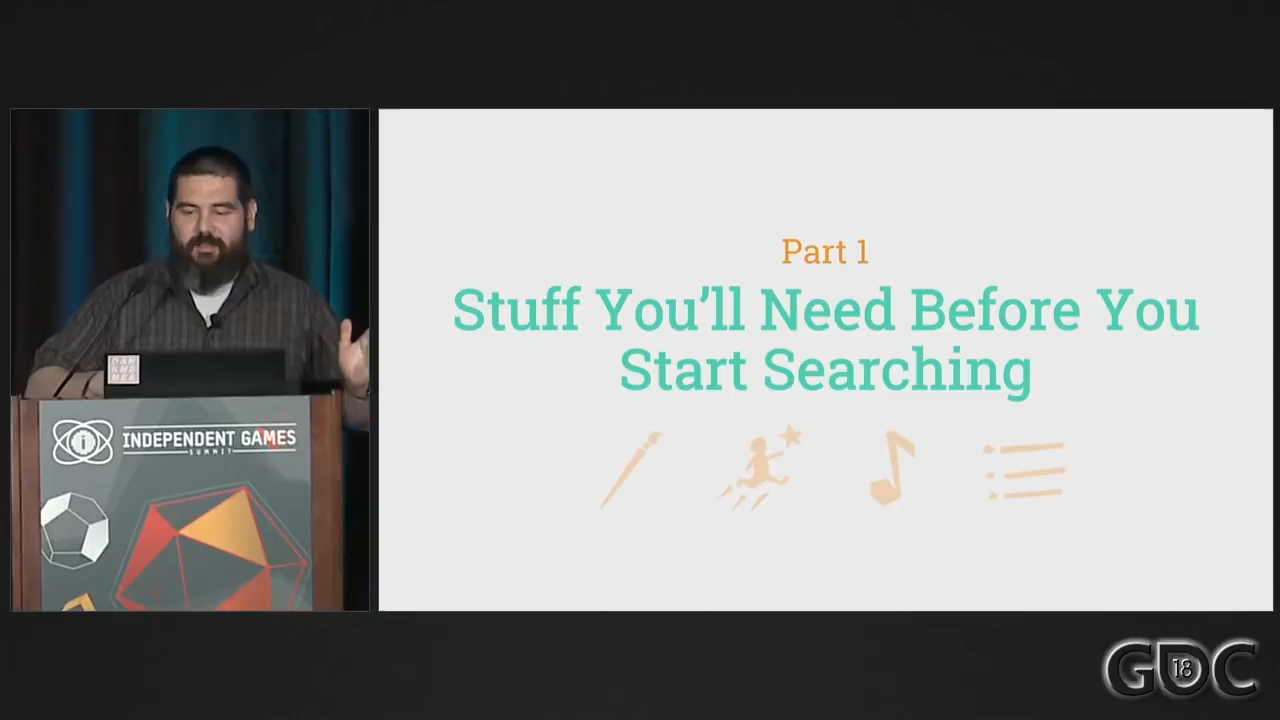 Part 1
Stuff You’ll Need Before You
Start Searching
INDEPENDENT GAMES
SUMMIT
GDC
18